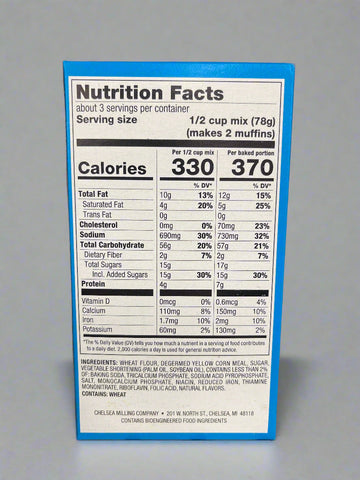 Nutrition Facts
about 3 servings per container
Serving size 1/2 cup mix (78g)
(makes 2 muffins)
Per 1/2 cup mix Per baked portion
Calories 330 370
% DV* % DV*
Total Fat 10g 13% 12g 15%
Saturated Fat 4g 20% 5g 25%
Trans Fat 0g 0g
Cholesterol 0mg 0% 70mg 23%
Sodium 690mg 30% 730mg 32%
Total Carbohydrate 56g 20% 57g 21%
Dietary Fiber 2g 7% 2g 7%
Total Sugars 15g 17g
Incl. Added Sugars 15g 30% 15g 30%
Protein 4g 7g
Vitamin D 0mcg 0% 0.6mcg 4%
Calcium 110mg 8% 150mg 10%
Iron 1.7mg 10% 2mg 10%
Potassium 60mg 2% 130mg 2%
*The % Daily Value (DV) tells you how much a nutrient in a serving of food contributes
to a daily diet. 2,000 calories a day is used for general nutrition advice.
INGREDIENTS: WHEAT FLOUR, DEGERMED YELLOW CORN MEAL, SUGAR,
VEGETABLE SHORTENING (PALM OIL, SOYBEAN OIL), CONTAINS LESS THAN 2%
OF: BAKING SODA, TRICALCIUM PHOSPHATE, SODIUM ACID PYROPHOSPHATE,
SALT, MONOCALCIUM PHOSPHATE, NIACIN, REDUCED IRON, THIAMINE
MONONITRATE, RIBOFLAVIN, FOLIC ACID, NATURAL FLAVORS.
CONTAINS: WHEAT
CHELSEA MILLING COMPANY • 201 W. NORTH ST., CHELSEA, MI 48118
CONTAINS BIOENGINEERED FOOD INGREDIENTS